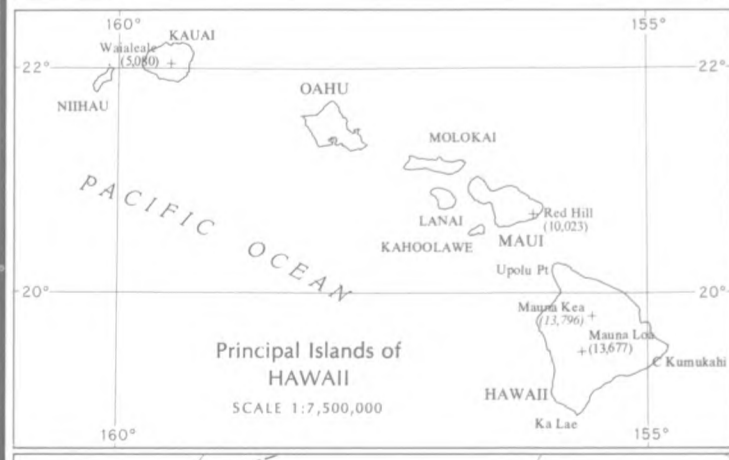 160°
155°
KAUAI
Waialeale
(5,080)
22°
22°
NIIHAU
OAHU
MOLOKAI
LANAI
KAHOOLAWE
MAUI
Red Hill
(10,023)
PACIFIC OCEAN
Upolu Pt
20°
20°
Mauna Kea
(13,796)
Mauna Loa
(13,677)
C Kumukahi
HAWAII
Ka Lae
Principal Islands of
HAWAII
SCALE 1:7,500,000
160°
155°